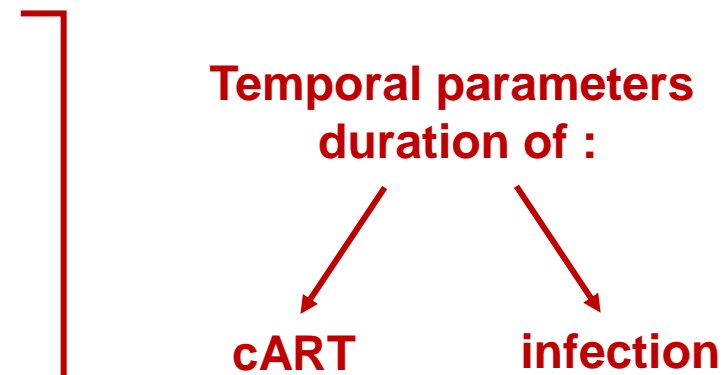 Temporal parameters
duration of :
cART infection